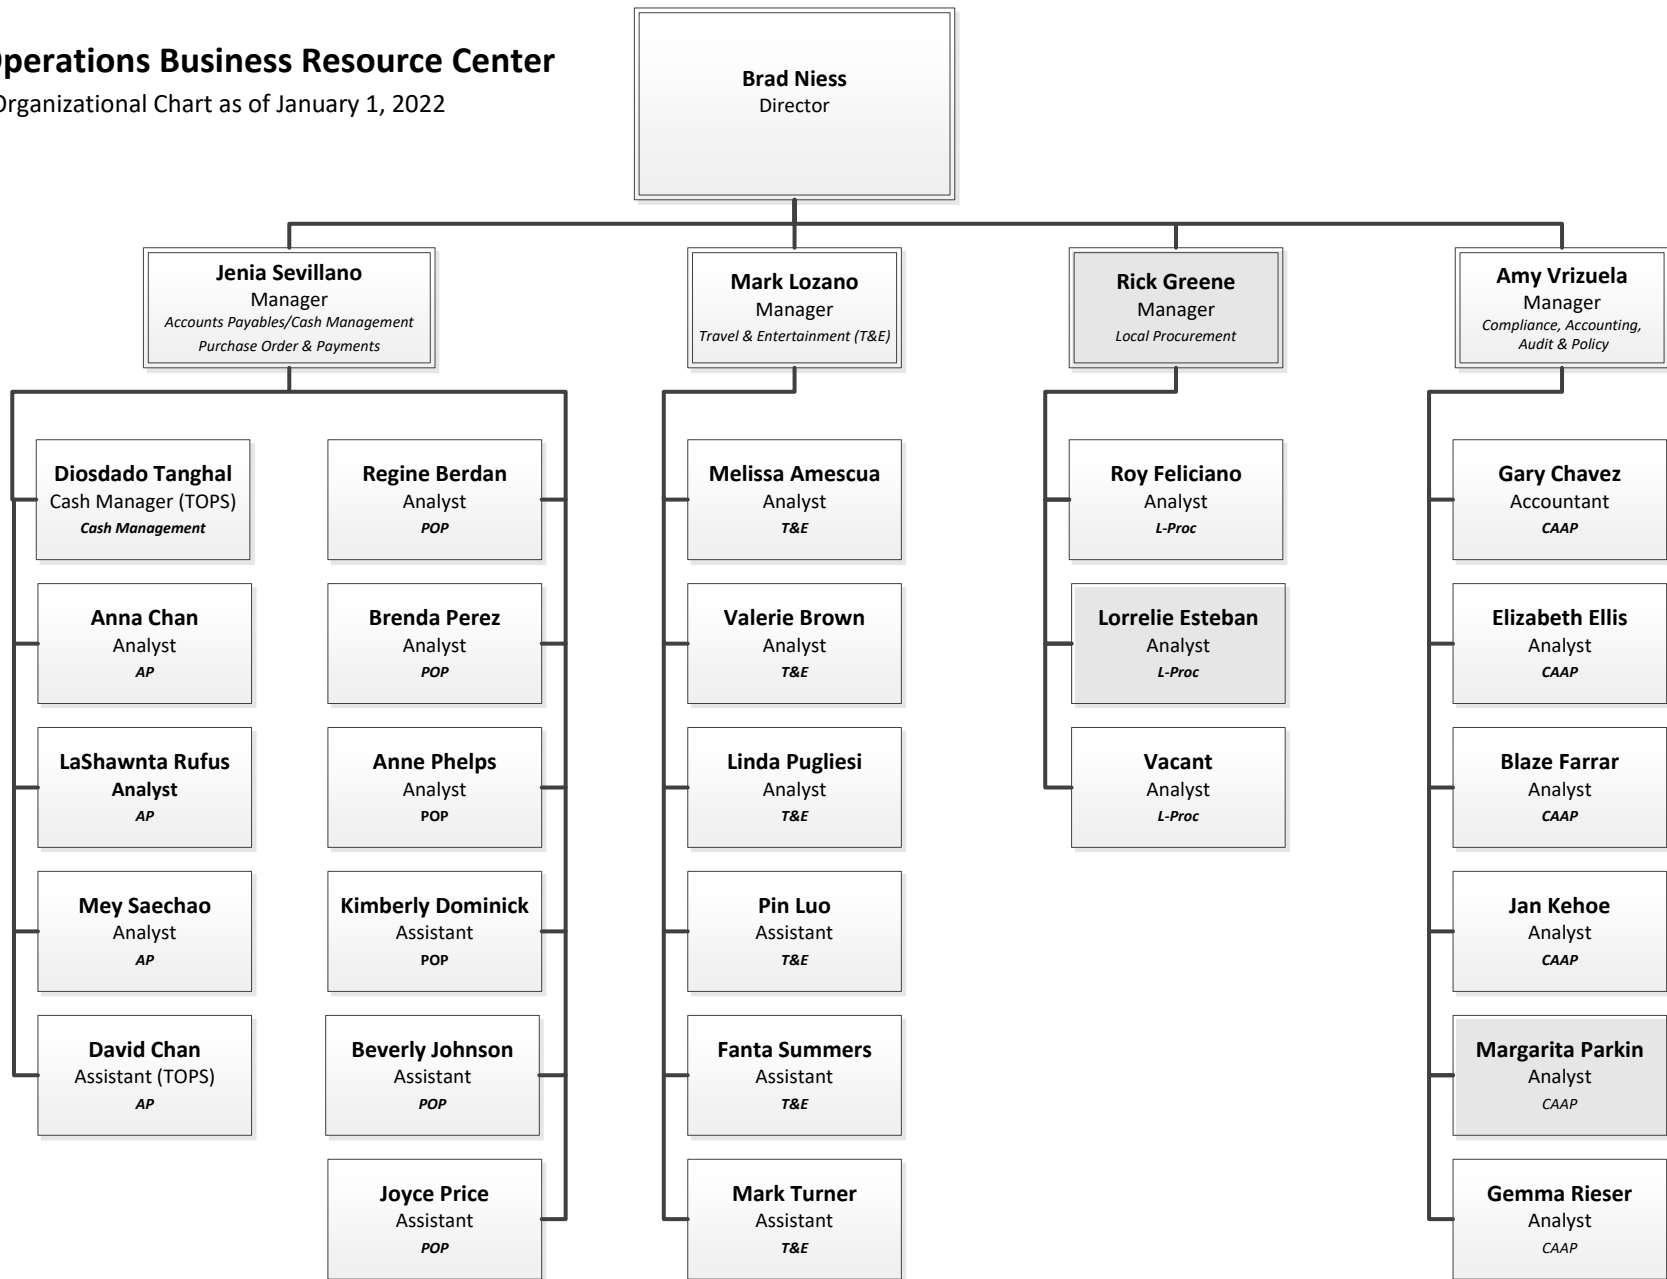 perations Business Resource Center
Organizational Chart as of January 1, 2022
Brad Niess
Director
Jenia Sevillano
Manager
Accounts Payables/Cash Management
Purchase Order & Payments
Mark Lozano
Manager
Travel & Entertainment (T&E)
Rick Greene
Manager
Local Procurement
Amy Vrizuela
Manager
Compliance, Accounting,
Audit & Policy
Diosdado Tanghal
Cash Manager (TOPS)
Cash Management
Anna Chan
Analyst
AP
LaShawnta Rufus
Analyst
AP
Mey Saechao
Analyst
AP
David Chan
Assistant (TOPS)
AP
Regine Berdan
Analyst
POP
Brenda Perez
Analyst
POP
Anne Phelps
Analyst
POP
Kimberly Dominick
Assistant
POP
Beverly Johnson
Assistant
POP
Joyce Price
Assistant
POP
Melissa Amescua
Analyst
T&E
Valerie Brown
Analyst
T&E
Linda Pugliesi
Analyst
T&E
Pin Luo
Assistant
T&E
Fanta Summers
Assistant
T&E
Mark Turner
Assistant
T&E
Roy Feliciano
Analyst
L-Proc
Lorrelie Esteban
Analyst
L-Proc
Vacant
Analyst
L-Proc
Gary Chavez
Accountant
CAAP
Elizabeth Ellis
Analyst
CAAP
Blaze Farrar
Analyst
CAAP
Jan Kehoe
Analyst
CAAP
Margarita Parkin
Analyst
CAAP
Gemma Rieser
Analyst
CAAP